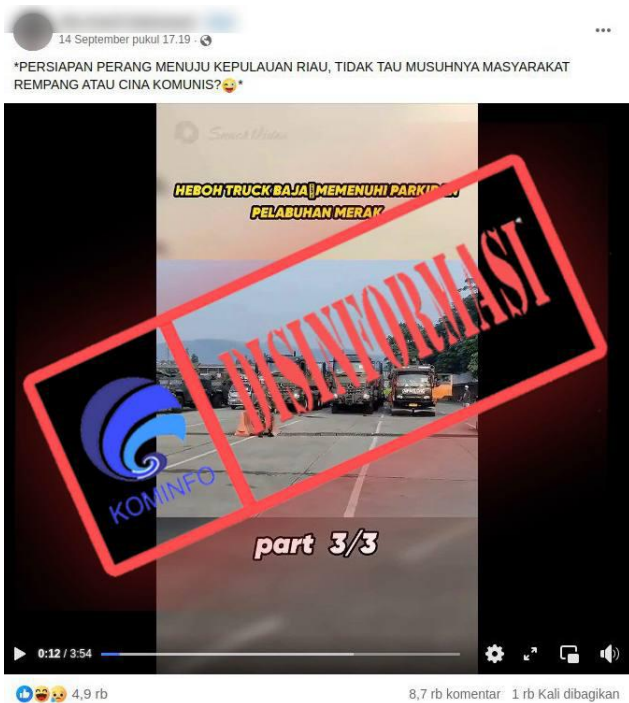 14 September pukul 17.19 ·
*PERSIAPAN PERANG MENUJU KEPULAUAN RIAU, TIDAK TAU MUSUHNYA MASYARAKAT
REMPANG ATAU CINA KOMUNIS?😜*
Snack Video
HEBOH TRUCK BAJA MEMENUHI PARKIRAN
PELABUHAN MERAK
DISINFORMASI
KOMINFO
part 3/3
0:12 / 3:54
4,9 rb
8,7 rb komentar 1 rb Kali dibagikan